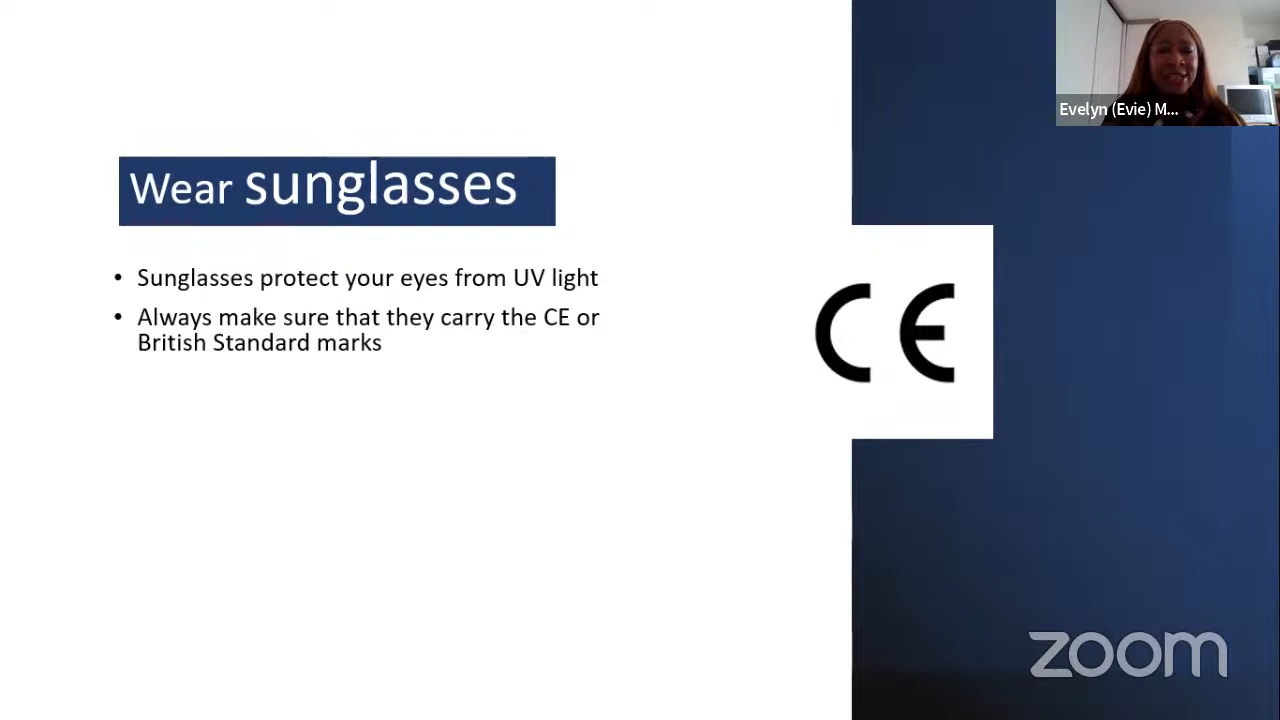 Evelyn (Evie) M...
Wear sunglasses
• Sunglasses protect your eyes from UV light
• Always make sure that they carry the CE or
British Standard marks
CE
zoom